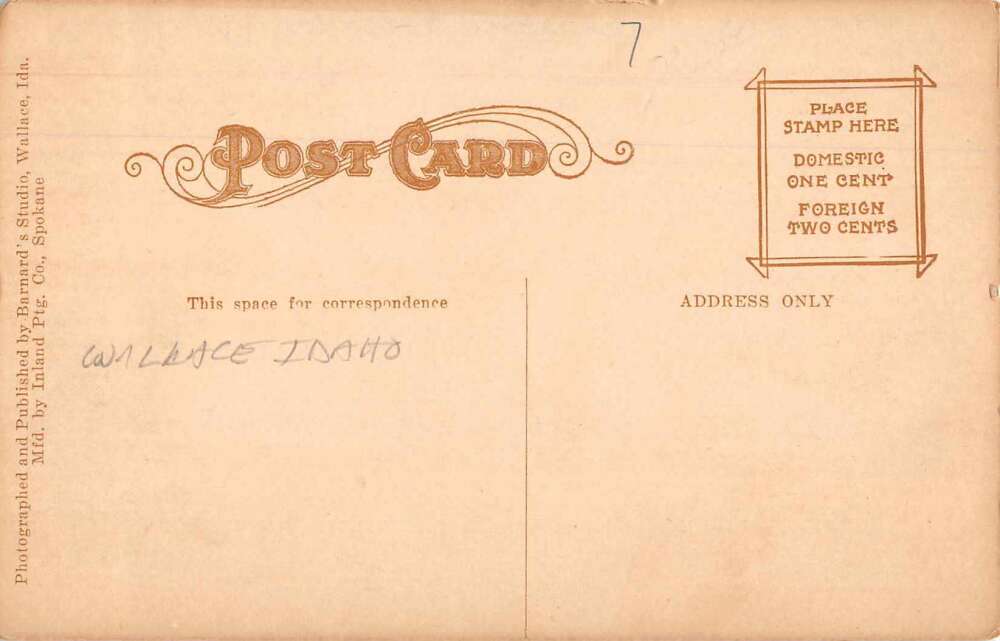 7
POST CARD
PLACE
STAMP HERE
DOMESTIC
ONE CENT
FOREIGN
TWO CENTS
This space for correspondence
ADDRESS ONLY
WALLACE IDAHO
Photographed and Published by Barnard's Studio, Wallace, Ida.
Mfd. by Inland Ptg. Co., Spokane